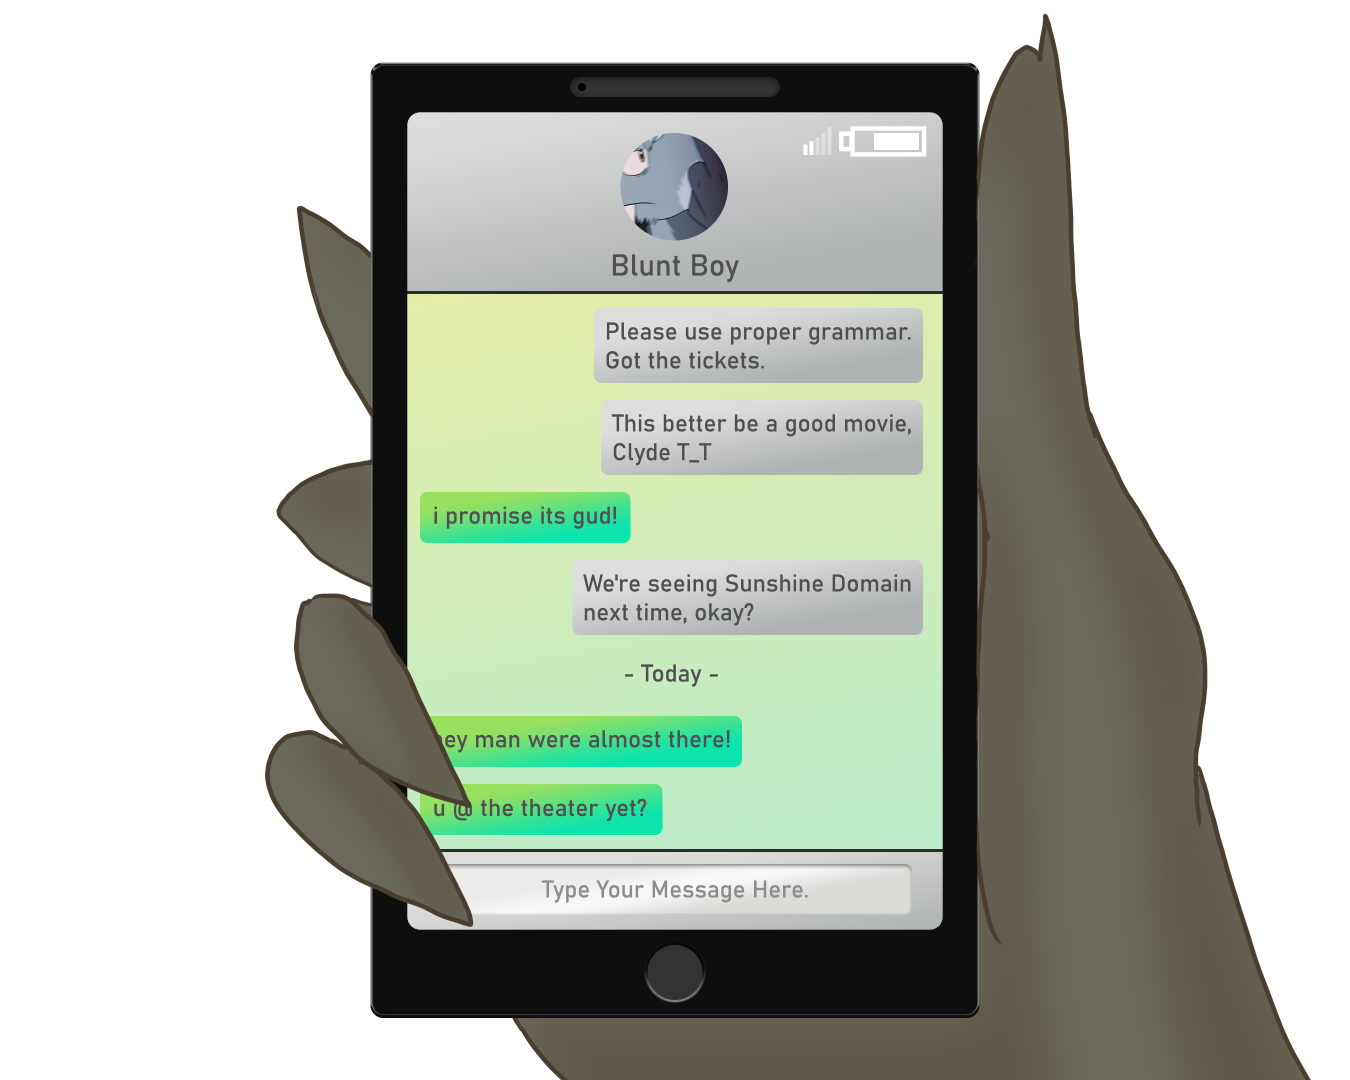 Blunt Boy
Please use proper grammar.
Got the tickets.
This better be a good movie,
Clyde T_T
i promise its gud!
We're seeing Sunshine Domain
next time, okay?
- Today -
hey man were almost there!
u @ the theater yet?
Type Your Message Here.